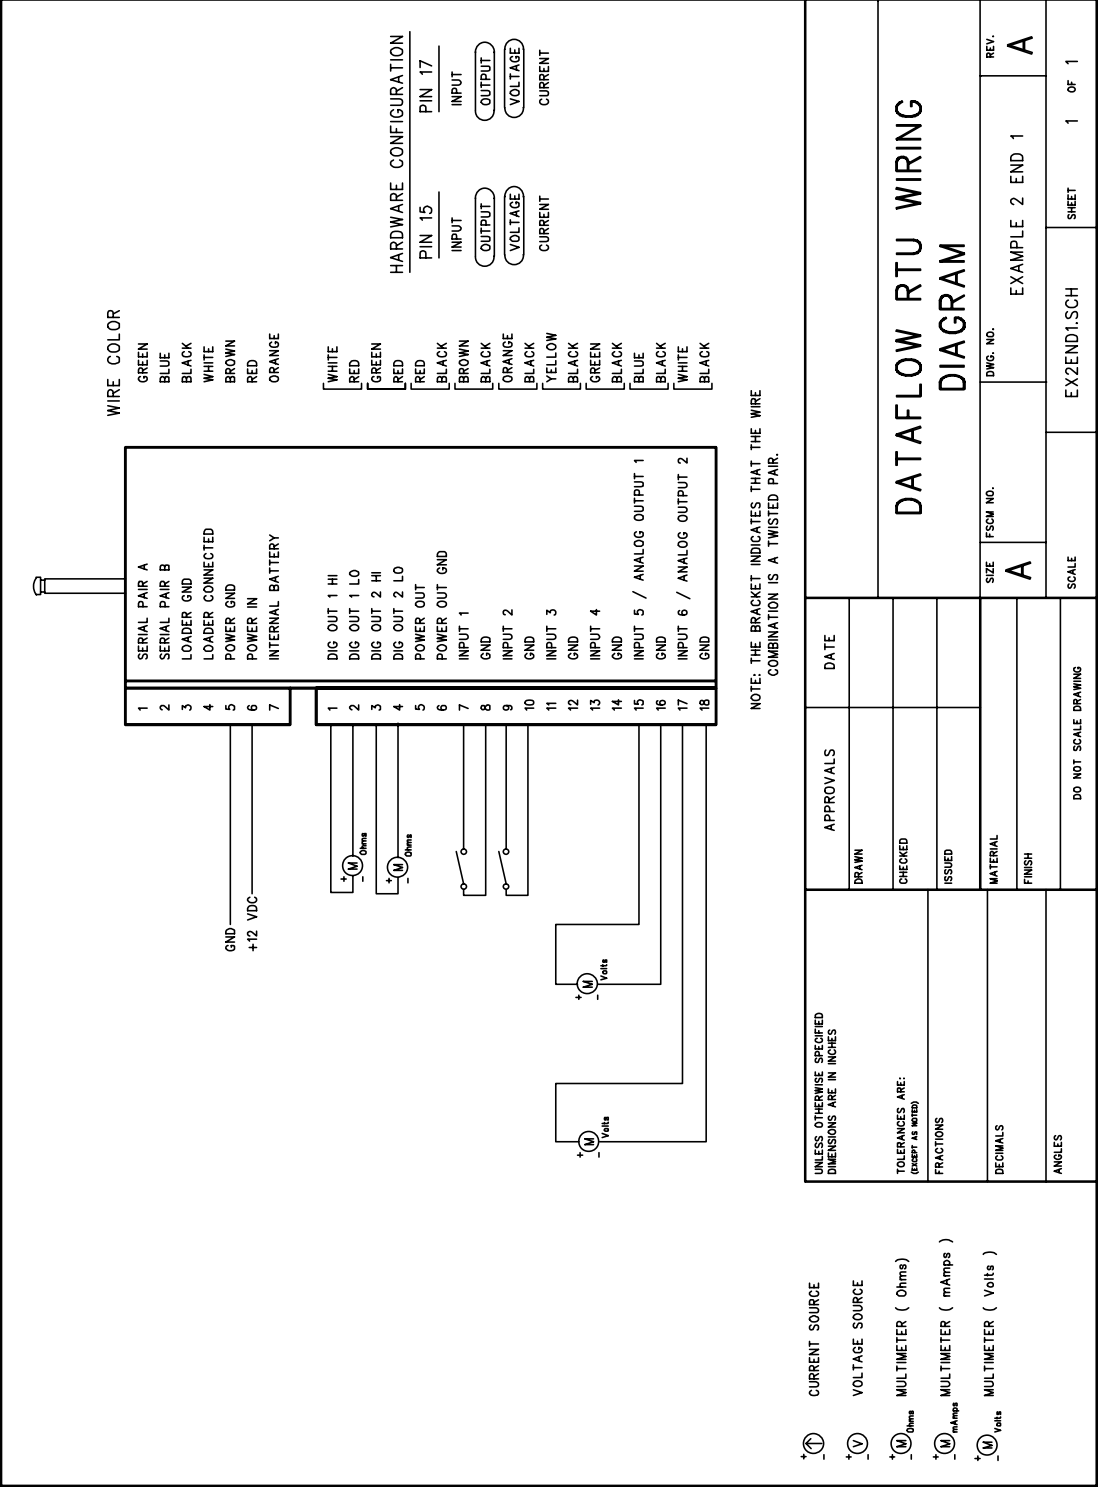 WIRE COLOR
GREEN
BLUE
BLACK
WHITE
BROWN
RED
ORANGE
WHITE
RED
GREEN
RED
RED
BLACK
BROWN
BLACK
ORANGE
BLACK
YELLOW
BLACK
GREEN
BLACK
BLUE
BLACK
WHITE
BLACK
HARDWARE CONFIGURATION
PIN 15 PIN 17
INPUT INPUT
OUTPUT OUTPUT
VOLTAGE VOLTAGE
CURRENT CURRENT
1 SERIAL PAIR A
2 SERIAL PAIR B
3 LOADER GND
4 LOADER CONNECTED
GND 5 POWER GND
+12 VDC 6 POWER IN
7 INTERNAL BATTERY
1 DIG OUT 1 HI
2 DIG OUT 1 LO
3 DIG OUT 2 HI
4 DIG OUT 2 LO
5 POWER OUT
6 POWER OUT GND
7 INPUT 1
8 GND
9 INPUT 2
10 GND
11 INPUT 3
12 GND
13 INPUT 4
14 GND
15 INPUT 5 / ANALOG OUTPUT 1
16 GND
17 INPUT 6 / ANALOG OUTPUT 2
18 GND
+ M - Ohms
+ M - Ohms
+ M - Volts
+ M - Volts
NOTE: THE BRACKET INDICATES THAT THE WIRE
COMBINATION IS A TWISTED PAIR.
+ - CURRENT SOURCE
+ V - VOLTAGE SOURCE
+ M - Ohms MULTIMETER ( Ohms)
+ M - mAmps MULTIMETER ( mAmps )
+ M - Volts MULTIMETER ( Volts )
UNLESS OTHERWISE SPECIFIED
DIMENSIONS ARE IN INCHES
TOLERANCES ARE:
(EXCEPT AS NOTED)
FRACTIONS
DECIMALS
ANGLES
APPROVALS DATE
DRAWN
CHECKED
ISSUED
MATERIAL
FINISH
DO NOT SCALE DRAWING
DATAFLOW RTU WIRING
DIAGRAM
SIZE FSCM NO. DWG. NO. REV.
A EXAMPLE 2 END 1 A
SCALE EX2END1.SCH SHEET 1 OF 1